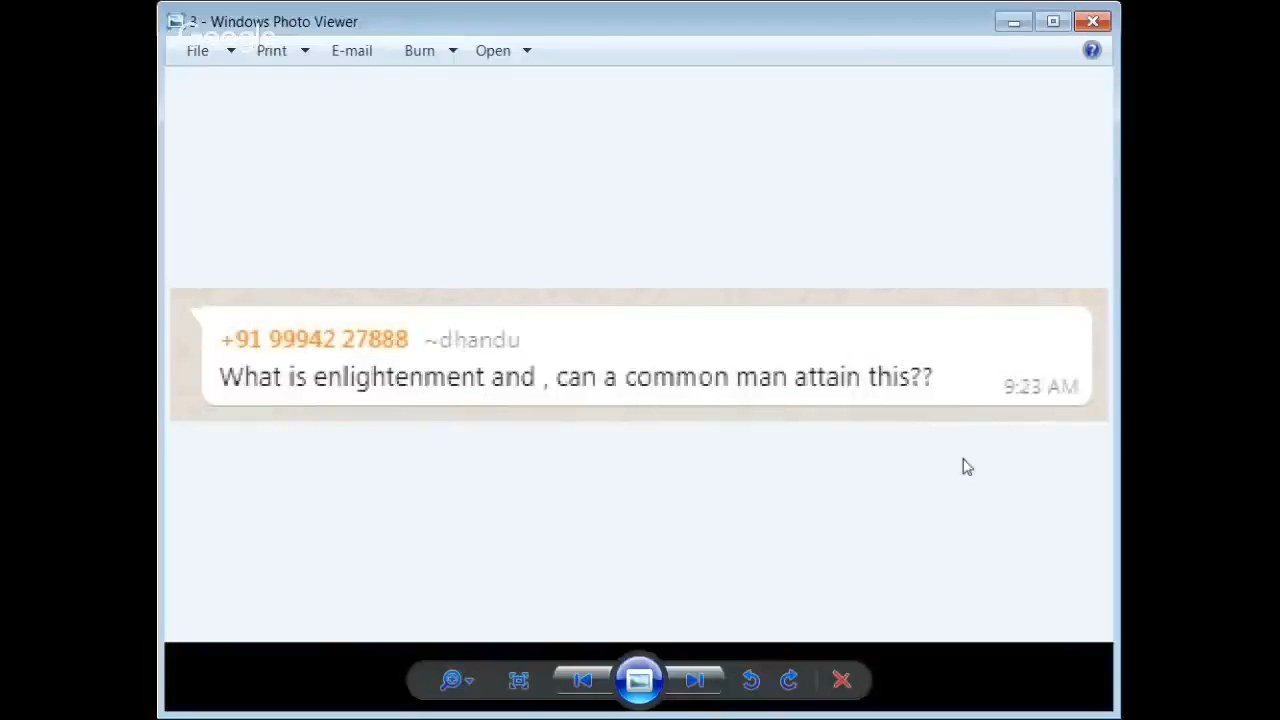 3 - Windows Photo Viewer
Google
File Print E-mail Burn Open
+91 99942 27888 ~dhandu
What is enlightenment and , can a common man attain this??
9:23 AM